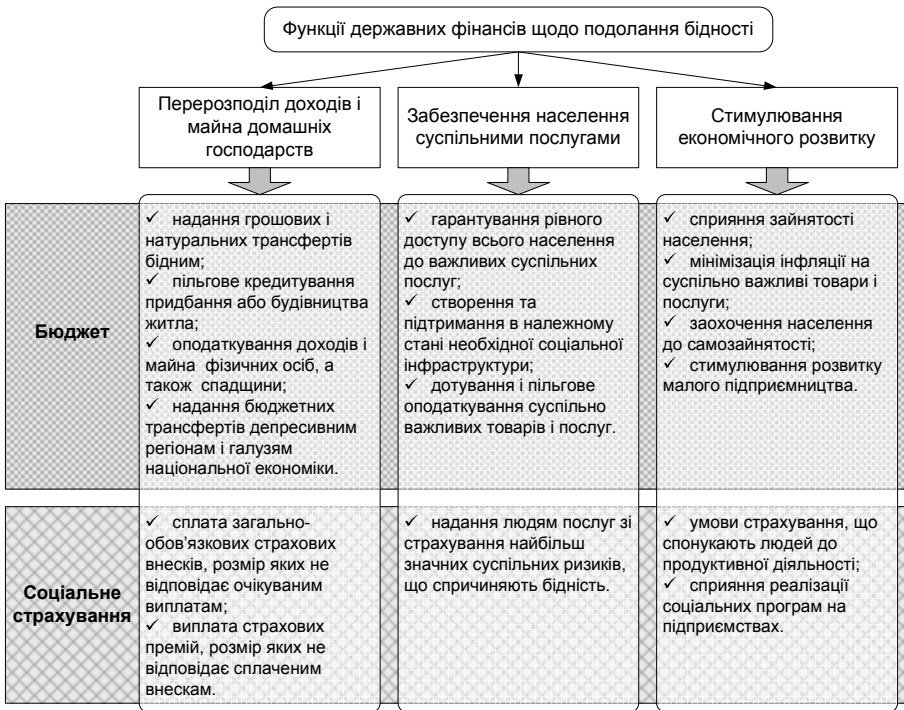 Функції державних фінансів щодо подолання бідності
Перерозподіл доходів і
майна домашніх
господарств
Забезпечення населення
суспільними послугами
Стимулювання
економічного розвитку
Бюджет
✓ надання грошових і
натуральних трансфертів
бідним;
✓ пільгове кредитування
придбання або будівництва
житла;
✓ оподаткування доходів і
майна фізичних осіб, а
також спадщини;
✓ надання бюджетних
трансфертів депресивним
регіонам і галузям
національної економіки.
✓ гарантування рівного
доступу всього населення
до важливих суспільних
послуг;
✓ створення та
підтримання в належному
стані необхідної соціальної
інфраструктури;
✓ дотування і пільгове
оподаткування суспільно
важливих товарів і послуг.
✓ сприяння зайнятості
населення;
✓ мінімізація інфляції на
суспільно важливі товари і
послуги;
✓ заохочення населення
до самозайнятості;
✓ стимулювання розвитку
малого підприємництва.
Соціальне
страхування
✓ сплата загально-
обов’язкових страхових
внесків, розмір яких не
відповідає очікуваним
виплатам;
✓ виплата страхових
премій, розмір яких не
відповідає сплаченим
внескам.
✓ надання людям послуг зі
страхування найбільш
значних суспільних ризиків,
що спричиняють бідність.
✓ умови страхування, що
спонукають людей до
продуктивної діяльності;
✓ сприяння реалізації
соціальних програм на
підприємствах.